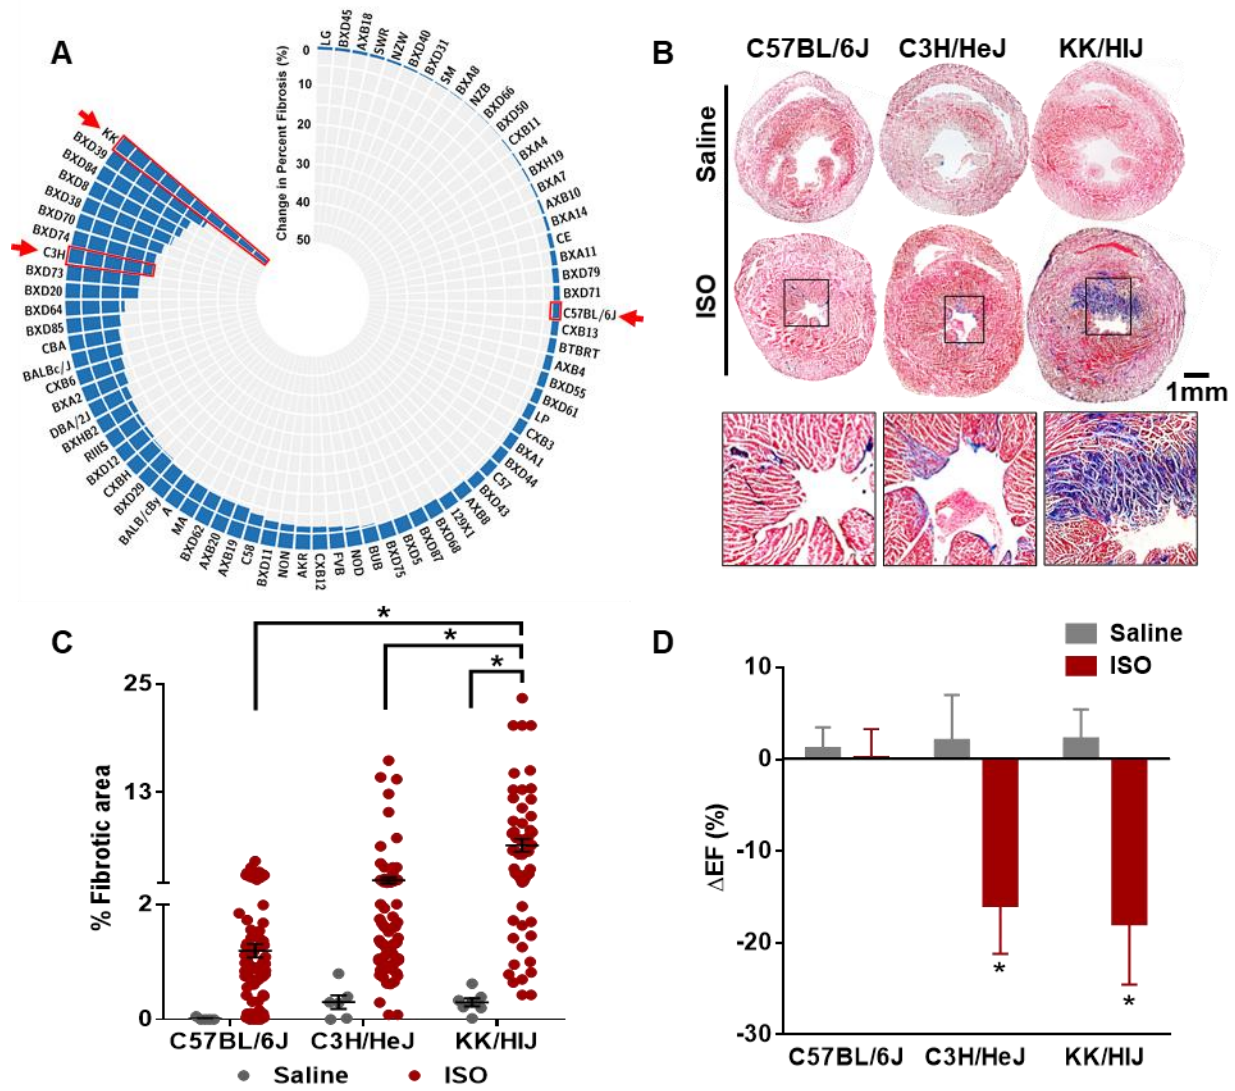 A
Change in Percent Fibrosis (%)
0
10
20
30
40
50
LG
BXD45
AXB18
SWR
NZW
BXD40
BXD31
SM
BXA8
NZB
BXD66
BXD50
CXB11
BXA4
BXH19
BXA7
AXB10
BXA14
CE
BXA11
BXD79
BXD71
C57BL/6J
CXB13
BTBRT
AXB4
BXD55
BXD61
LP
CXB3
BXA1
BXD44
C57
BXD43
AXB8
129X1
BXD68
BXD87
BXD5
BXD75
BUB
NOD
FVB
CXB12
AKR
NON
BXD11
C58
AXB19
AXB20
BXD62
MA
A
BALB/cBy
BXD29
CXBH
BXD12
RIIIS
BXHB2
DBA/2J
BXA2
CXB6
BALBc/J
CBA
BXD85
BXD64
BXD20
BXD73
C3H
BXD74
BXD70
BXD38
BXD8
BXD84
BXD39
KK
B
C57BL/6J C3H/HeJ KK/HIJ
Saline
ISO
1mm
C
* 
*
*
% Fibrotic area
25
13
2
0
C57BL/6J C3H/HeJ KK/HIJ
Saline ISO
D
Saline
ISO
ΔEF (%)
10
0
-10
-20
-30
*
*
C57BL/6J C3H/HeJ KK/HIJ